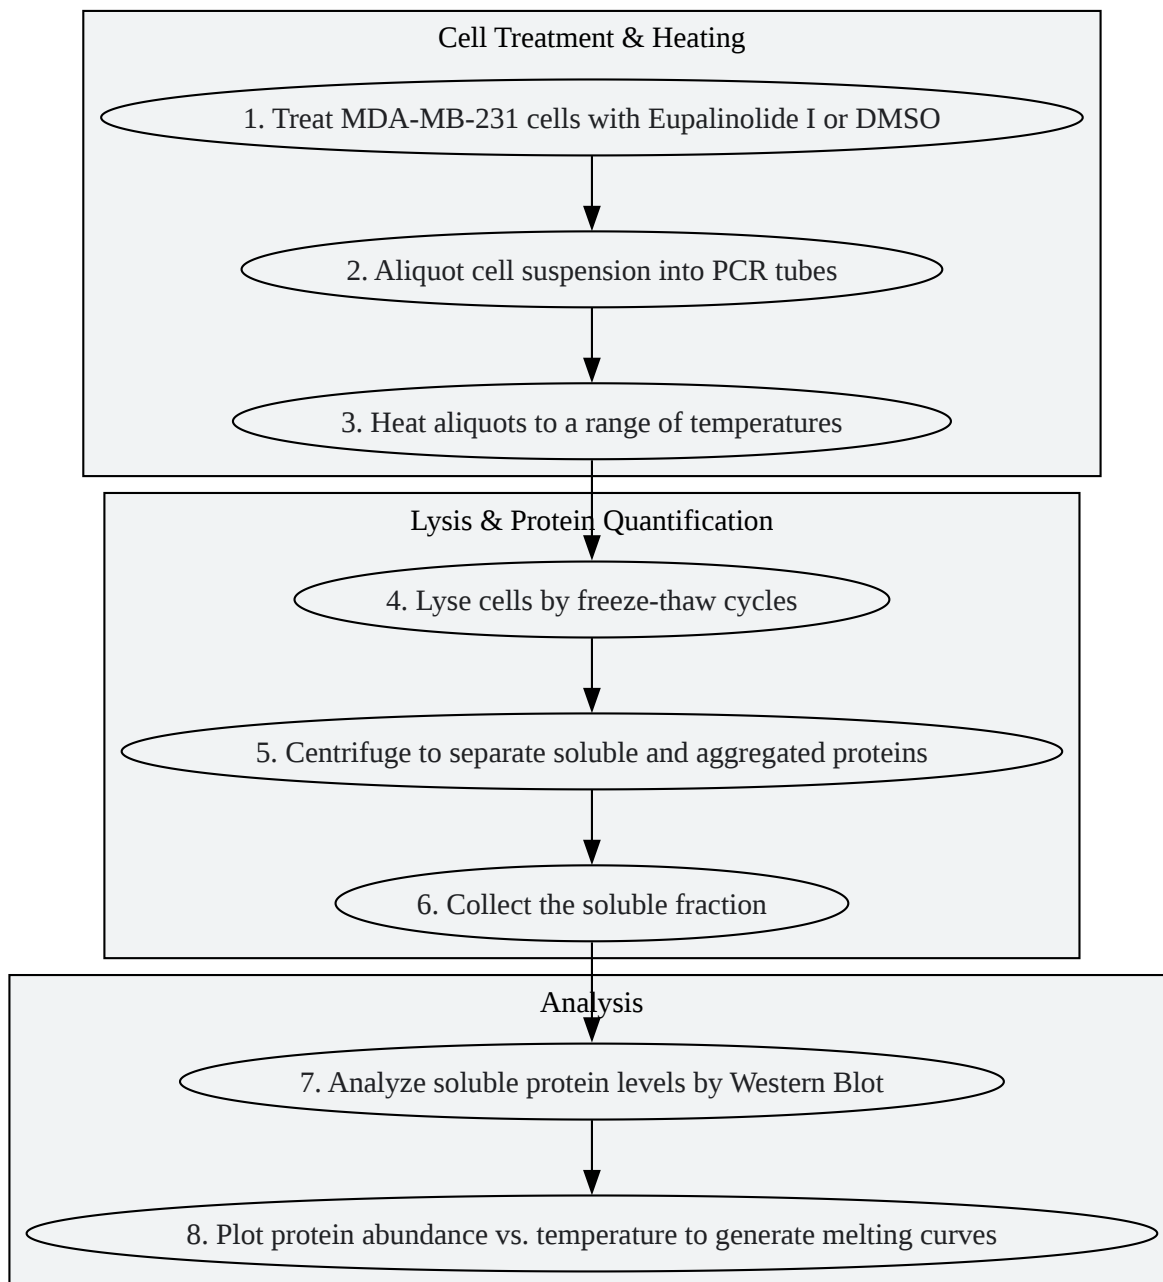 Cell Treatment & Heating
1. Treat MDA-MB-231 cells with Eupalinolide I or DMSO
2. Aliquot cell suspension into PCR tubes
3. Heat aliquots to a range of temperatures
Lysis & Protein Quantification
4. Lyse cells by freeze-thaw cycles
5. Centrifuge to separate soluble and aggregated proteins
6. Collect the soluble fraction
Analysis
7. Analyze soluble protein levels by Western Blot
8. Plot protein abundance vs. temperature to generate melting curves